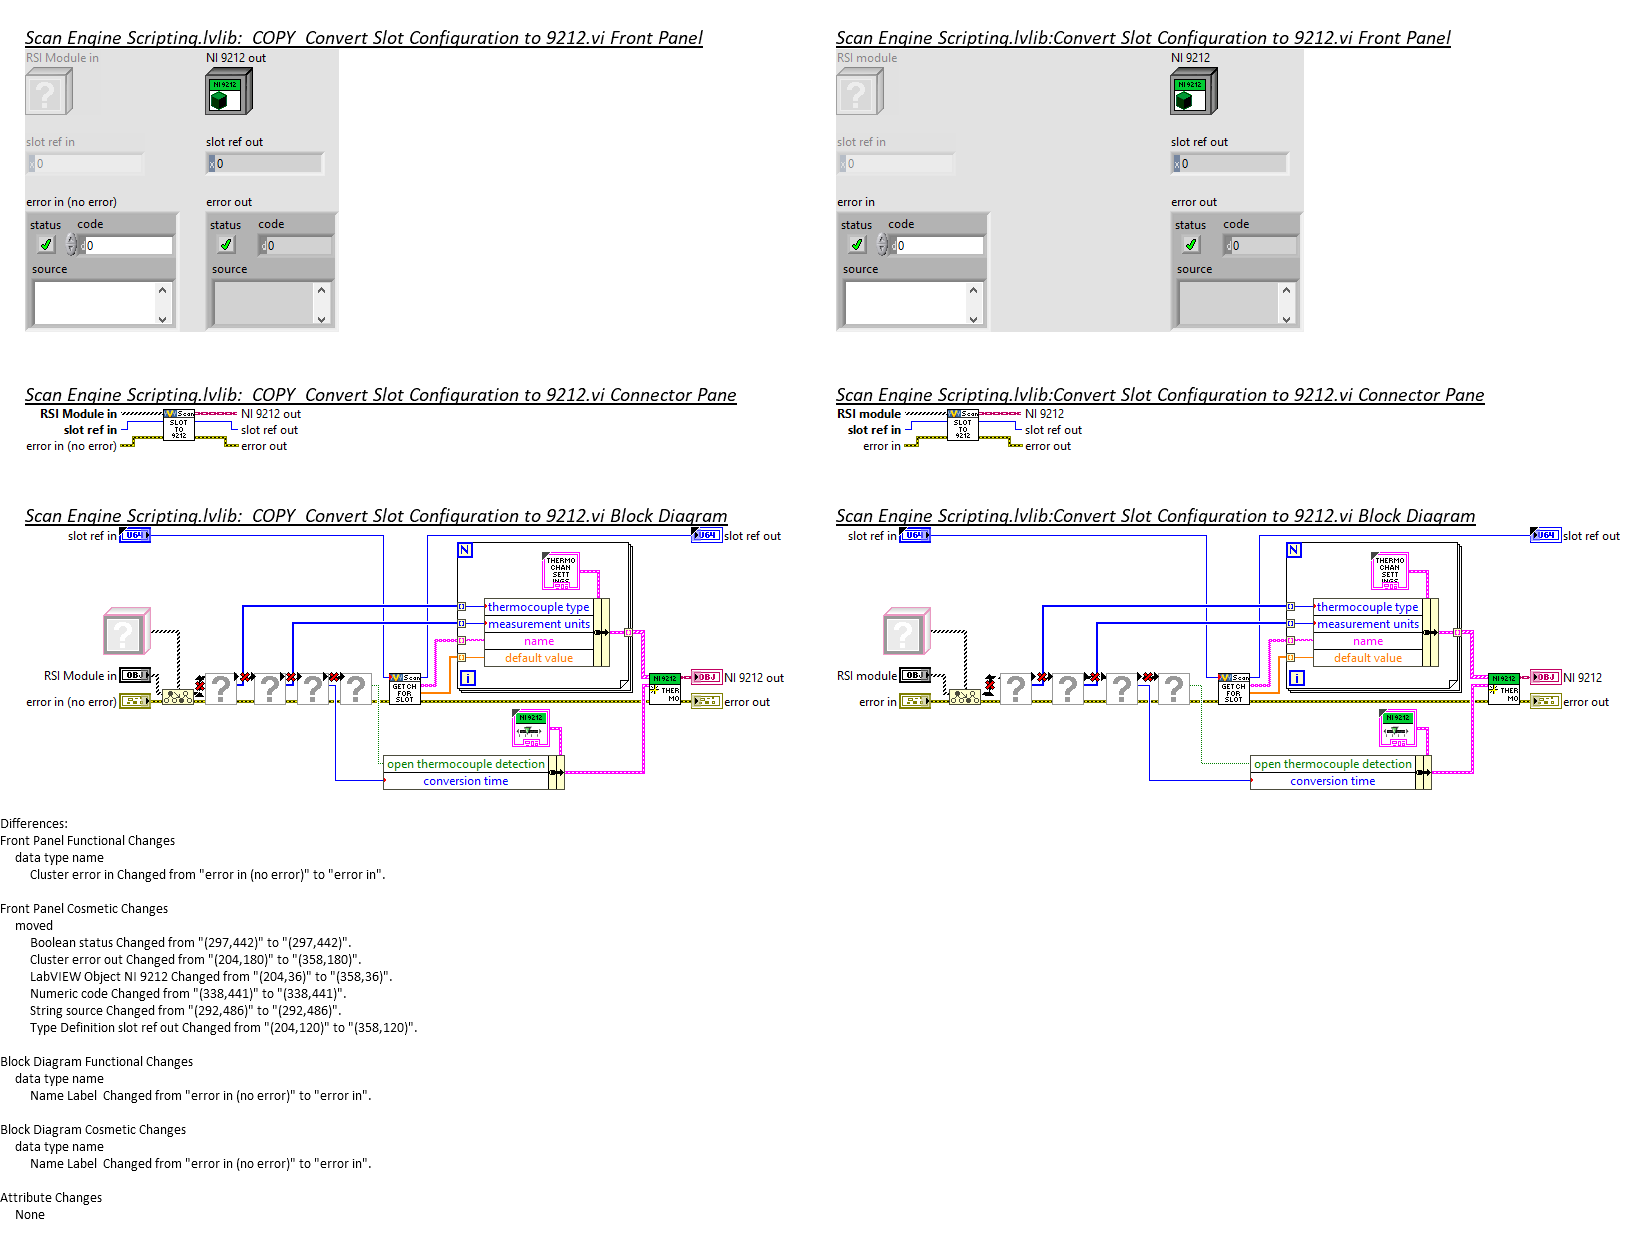 Scan Engine Scripting.lvlib:  COPY  Convert Slot Configuration to 9212.vi Front Panel
RSI Module in
NI 9212 out
NI 9212
slot ref in
slot ref out
x 0
x 0
error in (no error)
error out
status
code
status
code
d 0
d 0
source
source
Scan Engine Scripting.lvlib:Convert Slot Configuration to 9212.vi Front Panel
RSI module
NI 9212
NI 9212
slot ref in
slot ref out
x 0
x 0
error in
error out
status
code
status
code
d 0
d 0
source
source
Scan Engine Scripting.lvlib:  COPY  Convert Slot Configuration to 9212.vi Connector Pane
RSI Module in
Scan
SLOT TO 9212
NI 9212 out
slot ref in
slot ref out
error in (no error)
error out
Scan Engine Scripting.lvlib:Convert Slot Configuration to 9212.vi Connector Pane
RSI module
Scan
SLOT TO 9212
NI 9212
slot ref in
slot ref out
error in
error out
Scan Engine Scripting.lvlib:  COPY  Convert Slot Configuration to 9212.vi Block Diagram
slot ref in
U64
U64
slot ref out
N
THERMO
CHAN
SETT
INGS
thermocouple type
measurement units
name
default value
i
RSI Module in
OBJ
Scan
GET CH
FOR
SLOT
NI 9212
THER
MO
OBJ
NI 9212 out
error in (no error)
error out
NI 9212
open thermocouple detection
conversion time
Scan Engine Scripting.lvlib:Convert Slot Configuration to 9212.vi Block Diagram
slot ref in
U64
U64
slot ref out
N
THERMO
CHAN
SETT
INGS
thermocouple type
measurement units
name
default value
i
RSI module
OBJ
Scan
GET CH
FOR
SLOT
NI 9212
THER
MO
OBJ
NI 9212
error in
error out
NI 9212
open thermocouple detection
conversion time
Differences:
Front Panel Functional Changes
data type name
Cluster error in Changed from "error in (no error)" to "error in".
Front Panel Cosmetic Changes
moved
Boolean status Changed from "(297,442)" to "(297,442)".
Cluster error out Changed from "(204,180)" to "(358,180)".
LabVIEW Object NI 9212 Changed from "(204,36)" to "(358,36)".
Numeric code Changed from "(338,441)" to "(338,441)".
String source Changed from "(292,486)" to "(292,486)".
Type Definition slot ref out Changed from "(204,120)" to "(358,120)".
Block Diagram Functional Changes
data type name
Name Label  Changed from "error in (no error)" to "error in".
Block Diagram Cosmetic Changes
data type name
Name Label  Changed from "error in (no error)" to "error in".
Attribute Changes
None